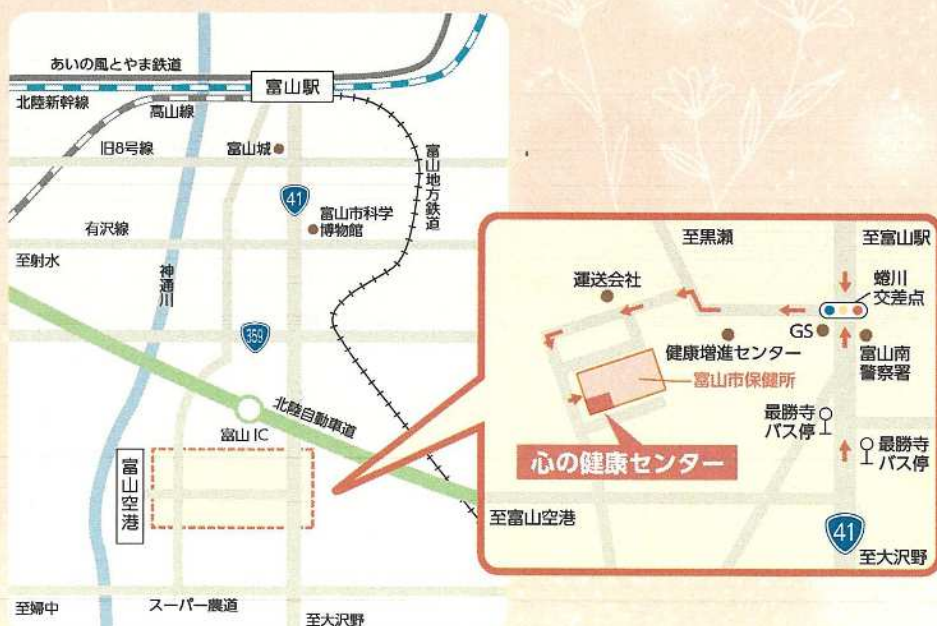 あいの風とやま鉄道
富山駅
北陸新幹線
高山線
旧8号線
富山城
富山地方鉄道
41
富山市科学
博物館
有沢線
至射水
神通川
359
北陸自動車道
富山IC
富山空港
至婦中
スーパー農道
至大沢野
至黒瀬
至富山駅
運送会社
蜷川
交差点
GS
健康増進センター
富山南
警察署
富山市保健所
最勝寺
バス停
最勝寺
バス停
心の健康センター
至富山空港
41
至大沢野